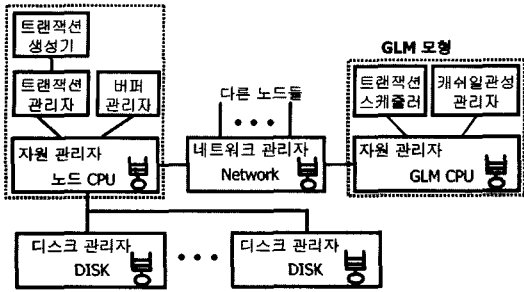 트랜잭션
생성기
트랜잭션
관리자
버퍼
관리자
자원 관리자
노드 CPU
다른 노드들
네트워크 관리자
Network
GLM 모형
트랜잭션
스케줄러
캐쉬일관성
관리자
자원 관리자
GLM CPU
디스크 관리자
DISK
디스크 관리자
DISK